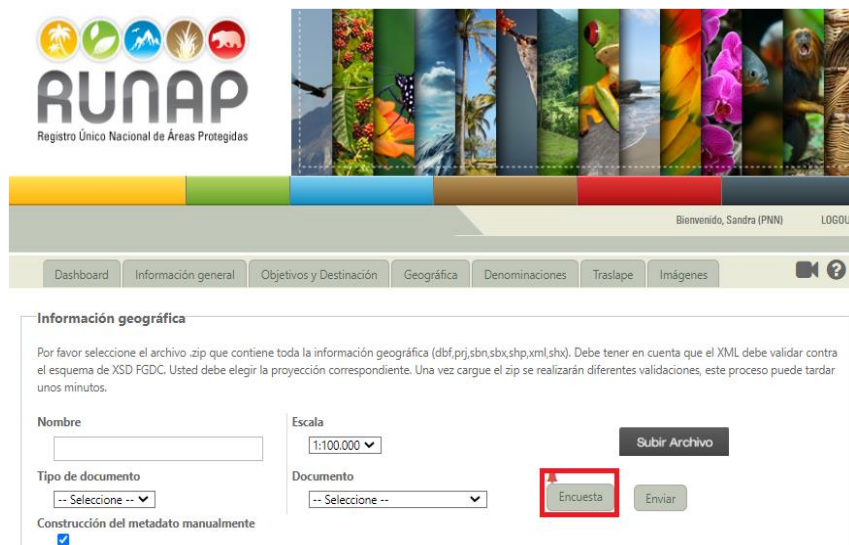 RUNAP
Registro Único Nacional de Áreas Protegidas
Bienvenido, Sandra (PNN) LOGOU
Dashboard Información general Objetivos y Destinación Geográfica Denominaciones Traslape Imágenes
Información geográfica
Por favor seleccione el archivo .zip que contiene toda la información geográfica (dbf,prj,sbn,sbx,shp,xml,shx). Debe tener en cuenta que el XML debe validar contra
el esquema de XSD FGDC. Usted debe elegir la proyección correspondiente. Una vez cargue el zip se realizarán diferentes validaciones, este proceso puede tardar
unos minutos.
Nombre Escala
1:100.000 Subir Archivo
Tipo de documento Documento
-- Seleccione -- -- Seleccione -- Encuesta Enviar
Construcción del metadato manualmente